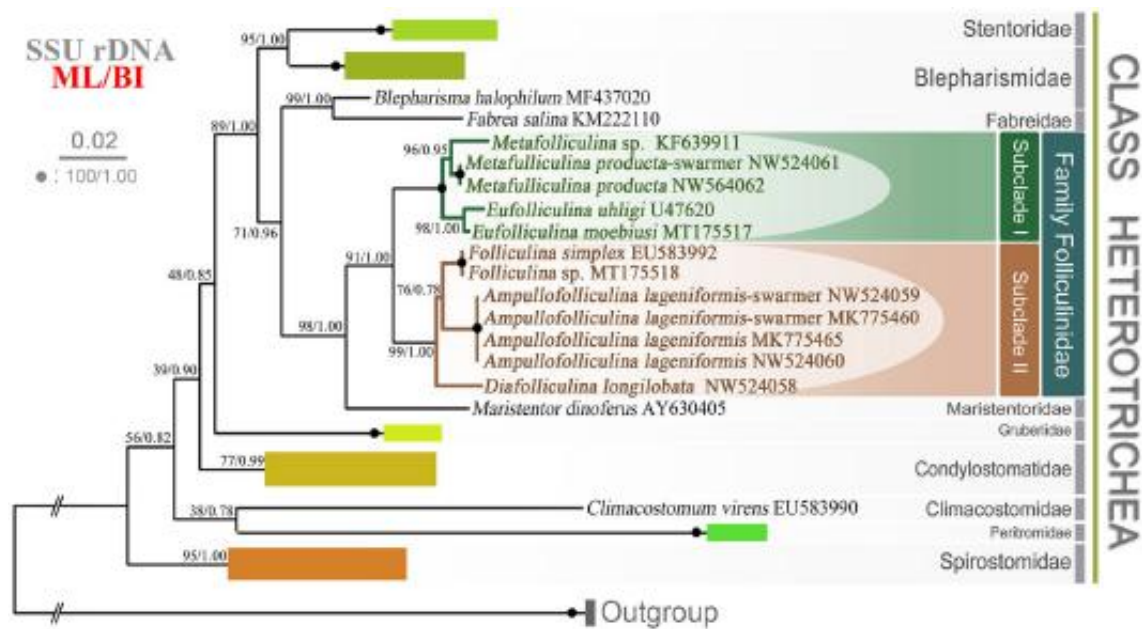 SSU rDNA
ML/BI
0.02
● : 100/1.00
95/1.00
99/1.00
89/1.00
96/0.95
98/1.00
71/0.96
91/1.00
76/0.78
48/0.85
98/1.00
99/1.00
39/0.90
56/0.82
77/0.99
38/0.78
95/1.00
Blepharisma halophilum MF437020
Fabrea salina KM222110
Metafolliculina sp. KF639911
Metafulliculina producta-swarmer NW524061
Metafulliculina producta NW564062
Eufolliculina uhligi U47620
Eufolliculina moebiusi MT175517
Folliculina simplex EU583992
Folliculina sp. MT175518
Ampullofolliculina lageniformis-swarmer NW524059
Ampullofolliculina lageniformis-swarmer MK775460
Ampullofolliculina lageniformis MK775465
Ampullofolliculina lageniformis NW524060
Diafolliculina longilobata NW524058
Maristentor dinoferus AY630405
Climacostomum virens EU583990
Outgroup
Stentoridae
Blepharismidae
Fabreidae
Subclade I
Subclade II
Family Folliculinidae
Maristentoridae
Gruberiidae
Condylostomatidae
Climacostomidae
Peritromidae
Spirostomidae
CLASS HETEROTRICHEA